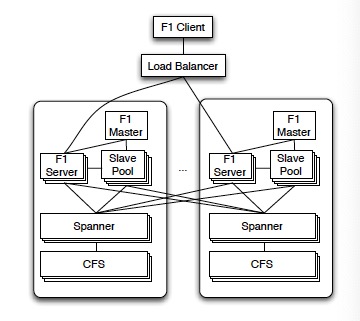 F1 Client
Load Balancer
F1
Master
F1
Server
Slave
Pool
Spanner
CFS
...
F1
Master
F1
Server
Slave
Pool
Spanner
CFS